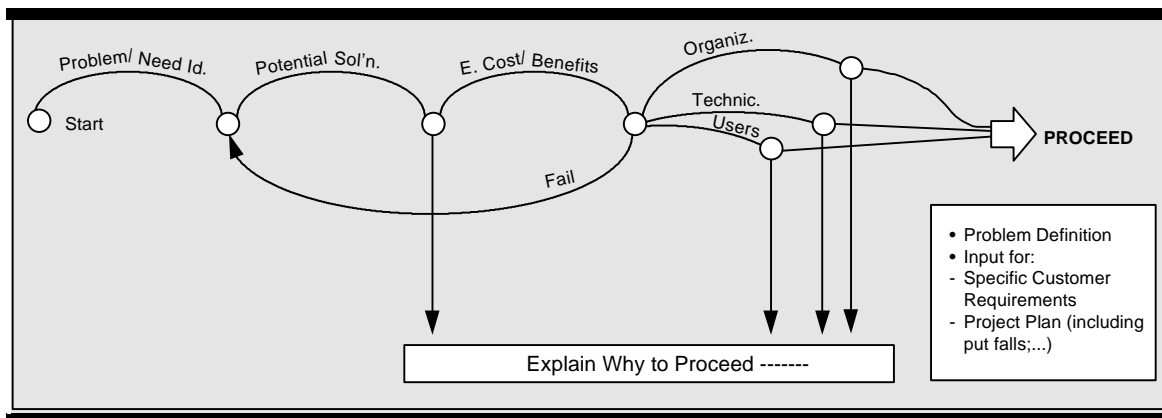 Problem/ Need Id.
Potential Sol'n.
E. Cost/ Benefits
Organiz.
Technic.
Users
Start
Fail
PROCEED
• Problem Definition
• Input for:
- Specific Customer
Requirements
- Project Plan (including
put falls;...)
Explain Why to Proceed -------